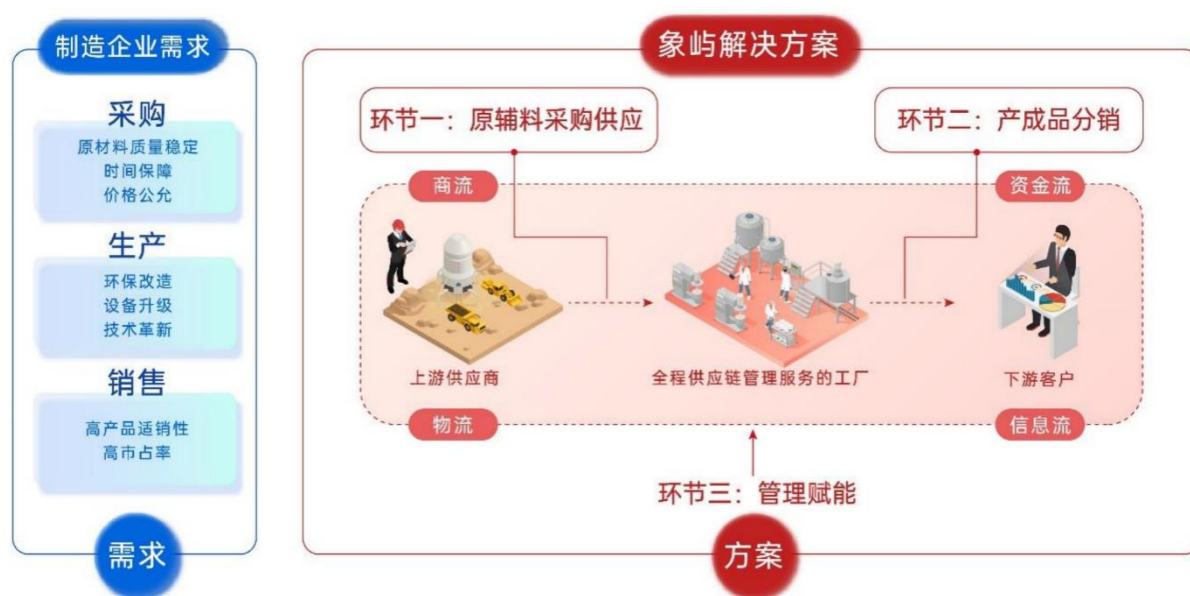 制造企业需求
采购
原材料质量稳定
时间保障
价格公允
生产
环保改造
设备升级
技术革新
销售
高产品适销性
高市占率
需求
象屿解决方案
环节一：原辅料采购供应
环节二：产成品分销
商流
资金流
上游供应商
全程供应链管理服务的工厂
下游客户
物流
信息流
环节三：管理赋能
方案